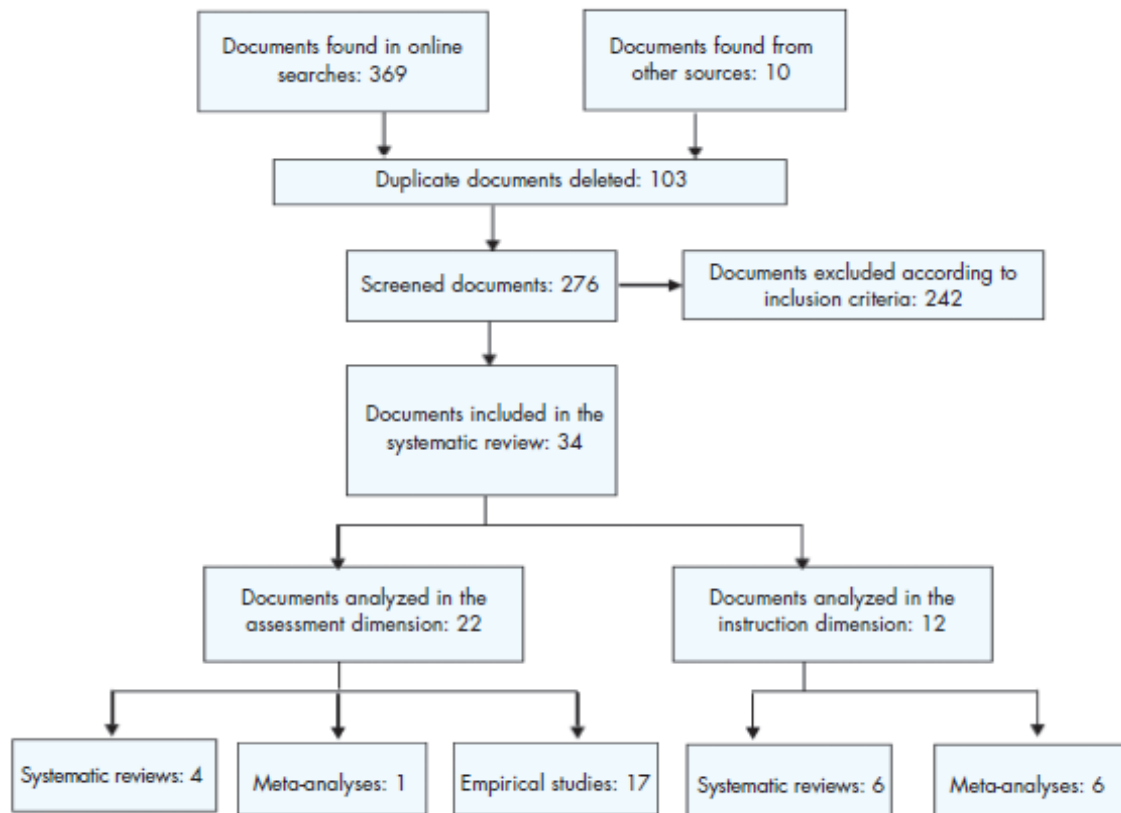 Documents found in online
searches: 369
Documents found from
other sources: 10
Duplicate documents deleted: 103
Screened documents: 276
Documents excluded according to
inclusion criteria: 242
Documents included in the
systematic review: 34
Documents analyzed in the
assessment dimension: 22
Documents analyzed in the
instruction dimension: 12
Systematic reviews: 4
Meta-analyses: 1
Empirical studies: 17
Systematic reviews: 6
Meta-analyses: 6